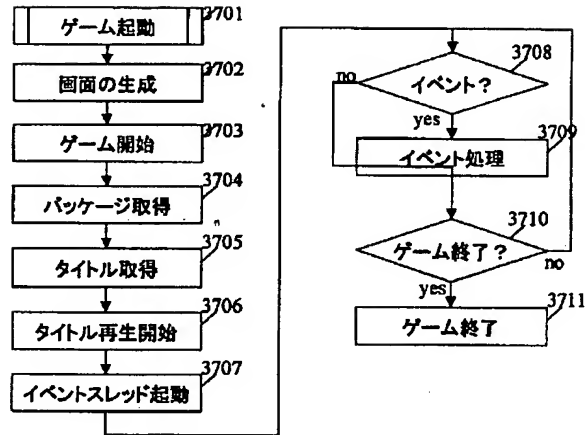 ゲーム起動
3701
画面の生成
3702
ゲーム開始
3703
パッケージ取得
3704
タイトル取得
3705
タイトル再生開始
3706
イベントスレッド起動
3707
イベント?
3708
no
yes
イベント処理
3709
ゲーム終了?
3710
no
yes
ゲーム終了
3711